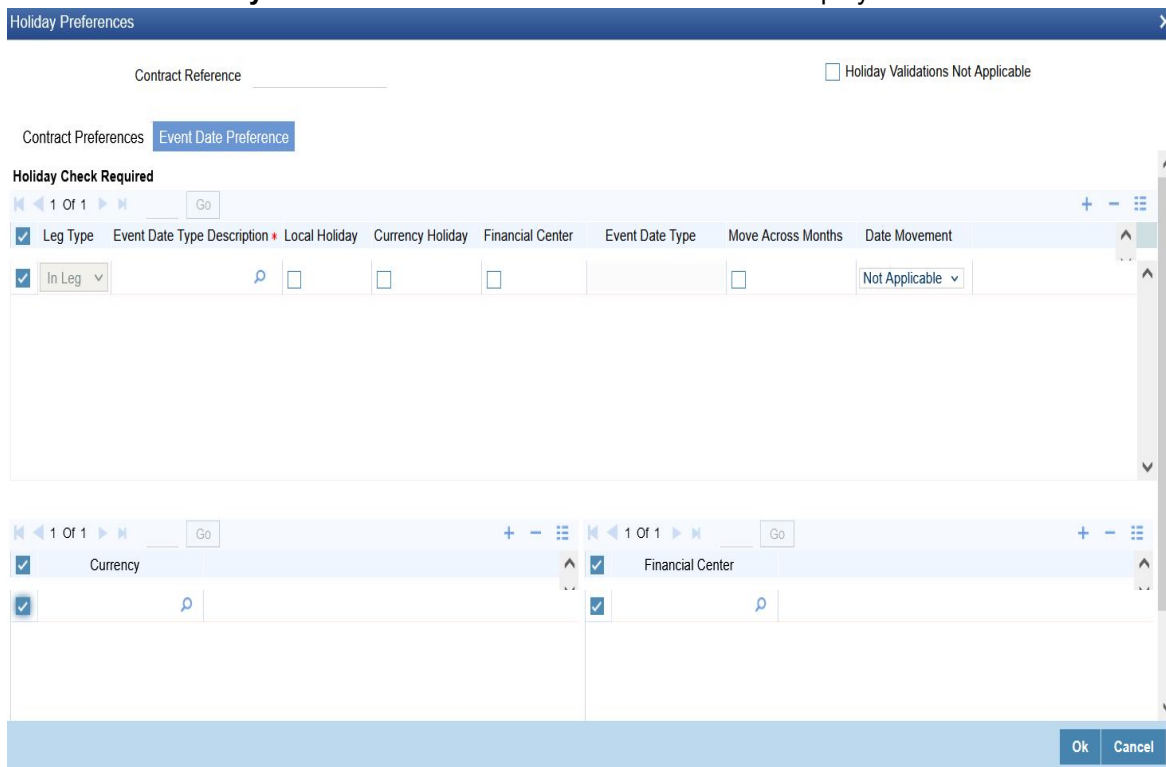 Holiday Preferences
Contract Reference
Holiday Validations Not Applicable
Contract Preferences Event Date Preference
Holiday Check Required
1 Of 1 Go
Leg Type Event Date Type Description * Local Holiday Currency Holiday Financial Center Event Date Type Move Across Months Date Movement
In Leg Not Applicable
1 Of 1 Go 1 Of 1 Go
Currency Financial Center
Ok Cancel